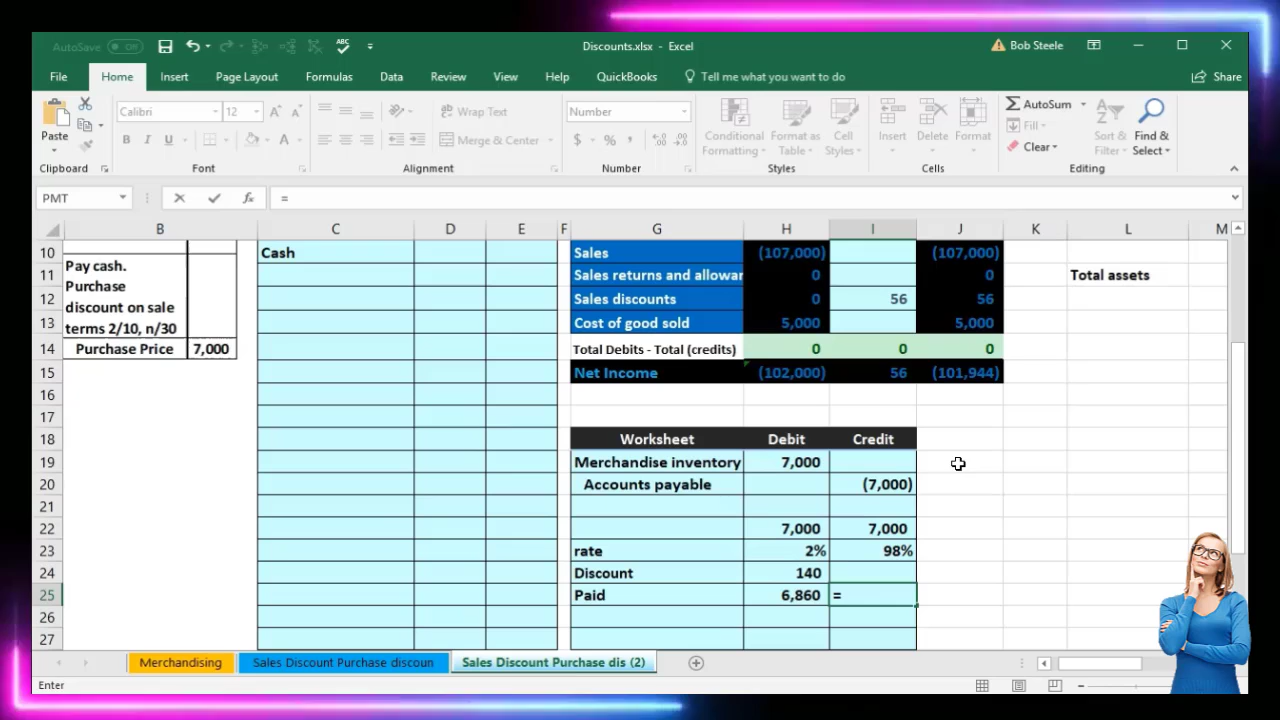 AutoSave Off ABC Discounts.xlsx - Excel Bob Steele
File Home Insert Page Layout Formulas Data Review View Help QuickBooks Tell me what you want to do Share
Paste Calibri 12 A A Wrap Text Number AutoSum
B I U A Merge & Center $ % , Conditional Formatting Format as Table Cell Styles Insert Delete Format Fill Clear Sort & Filter Find & Select
Clipboard Font Alignment Number Styles Cells Editing
PMT fx =
B C D E F G H I J K L M
10 Cash Sales (107,000) (107,000)
11 Pay cash. Sales returns and allowar 0 0 Total assets
12 Purchase discount on sale Sales discounts 0 56 56
13 terms 2/10, n/30 Cost of good sold 5,000 5,000
14 Purchase Price 7,000 Total Debits - Total (credits) 0 0 0
15 Net Income (102,000) 56 (101,944)
16
17
18 Worksheet Debit Credit
19 Merchandise inventory 7,000
20 Accounts payable (7,000)
21
22 7,000 7,000
23 rate 2% 98%
24 Discount 140
25 Paid 6,860 =
26
27
Merchandising Sales Discount Purchase discoun Sales Discount Purchase dis (2)
Enter